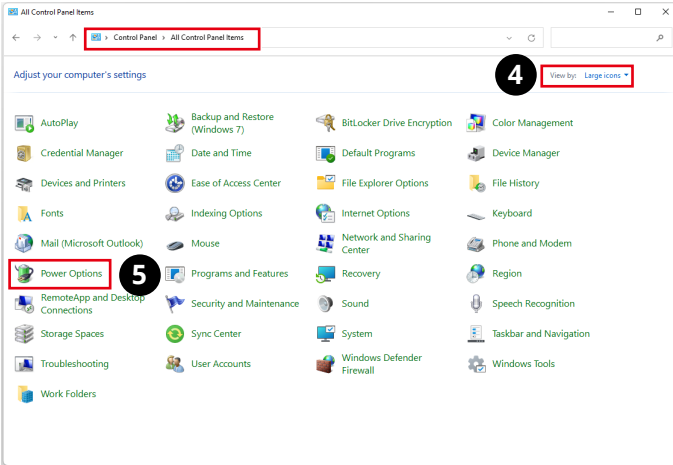 All Control Panel Items
Control Panel > All Control Panel Items
4
Adjust your computer's settings
View by: Large icons
AutoPlay
Backup and Restore
(Windows 7)
BitLocker Drive Encryption
Color Management
Credential Manager
Date and Time
Default Programs
Device Manager
Devices and Printers
Ease of Access Center
File Explorer Options
File History
Fonts
Indexing Options
Internet Options
Keyboard
Mail (Microsoft Outlook)
Mouse
Network and Sharing
Center
Phone and Modem
Power Options
5
Programs and Features
Recovery
Region
RemoteApp and Desktop
Connections
Security and Maintenance
Sound
Speech Recognition
Storage Spaces
Sync Center
System
Taskbar and Navigation
Troubleshooting
User Accounts
Windows Defender
Firewall
Windows Tools
Work Folders